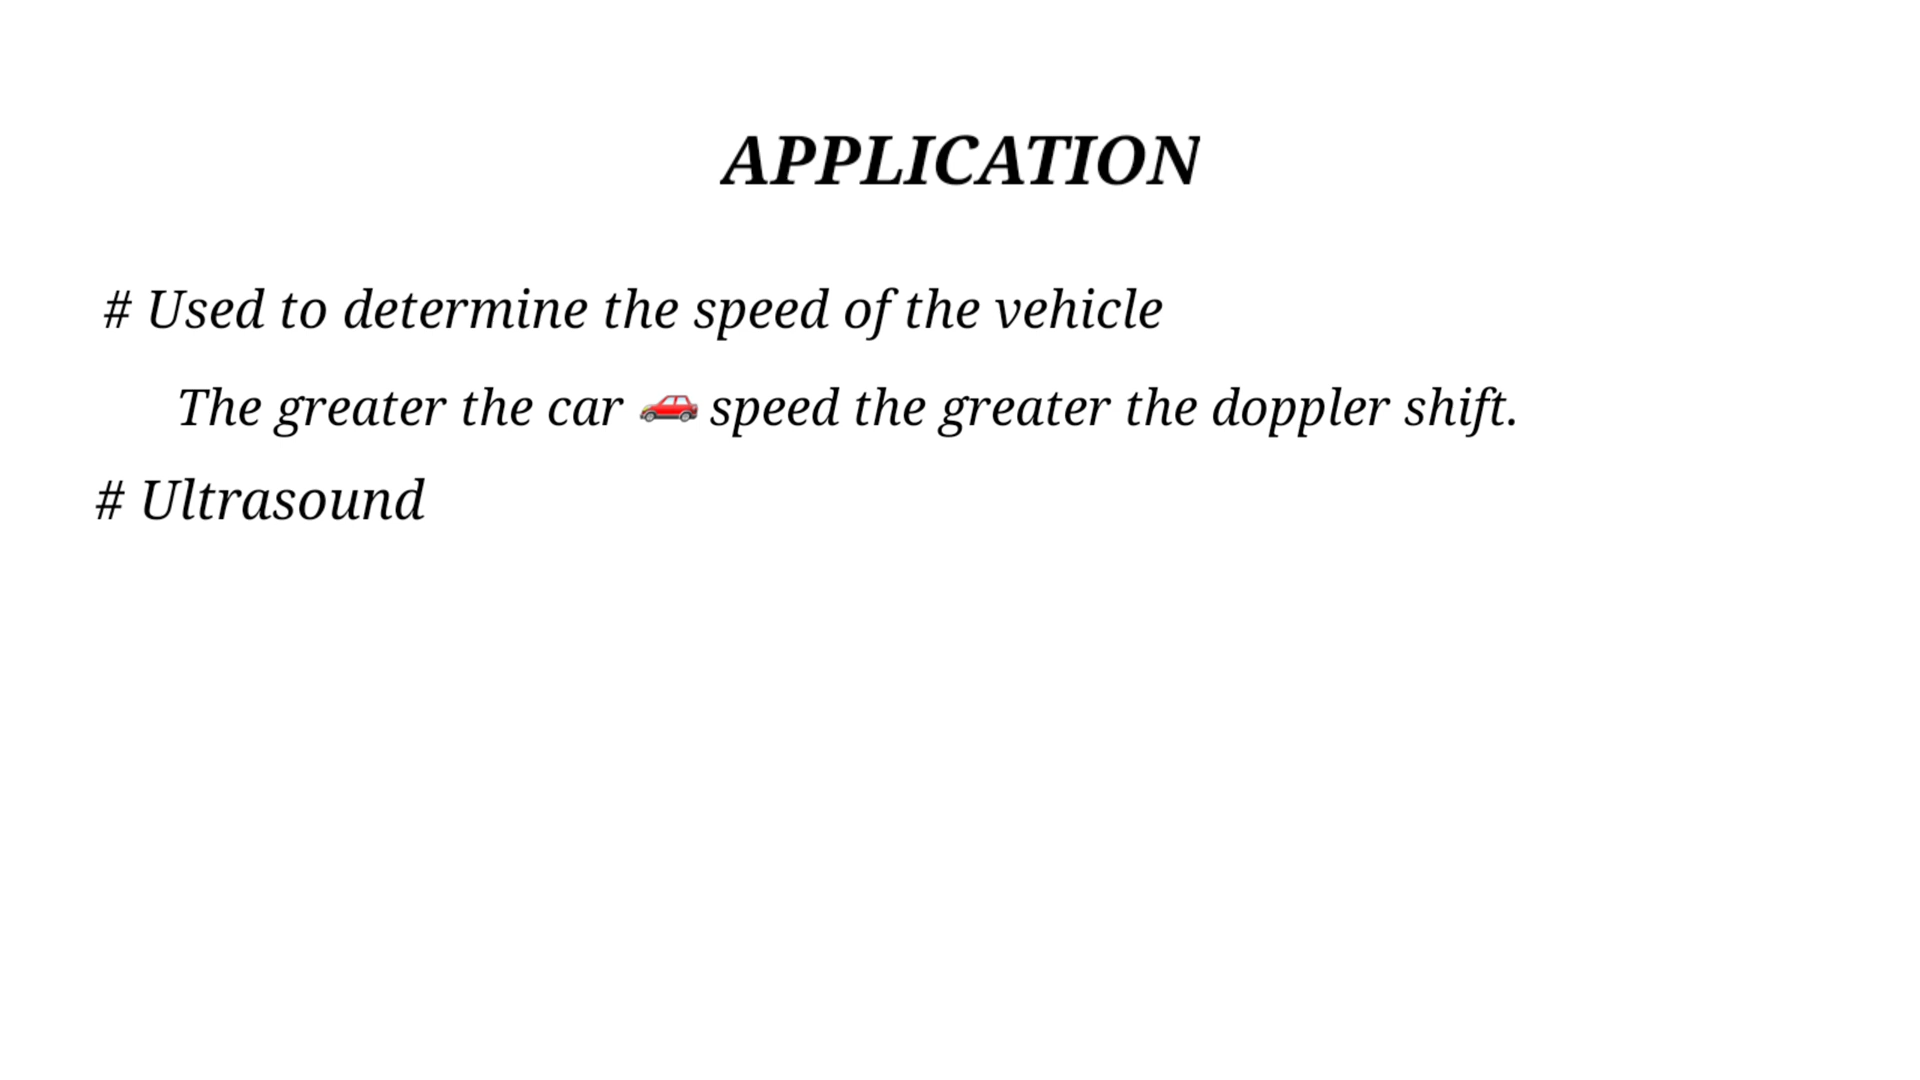 APPLICATION
# Used to determine the speed of the vehicle
The greater the car 🚗 speed the greater the doppler shift.
# Ultrasound